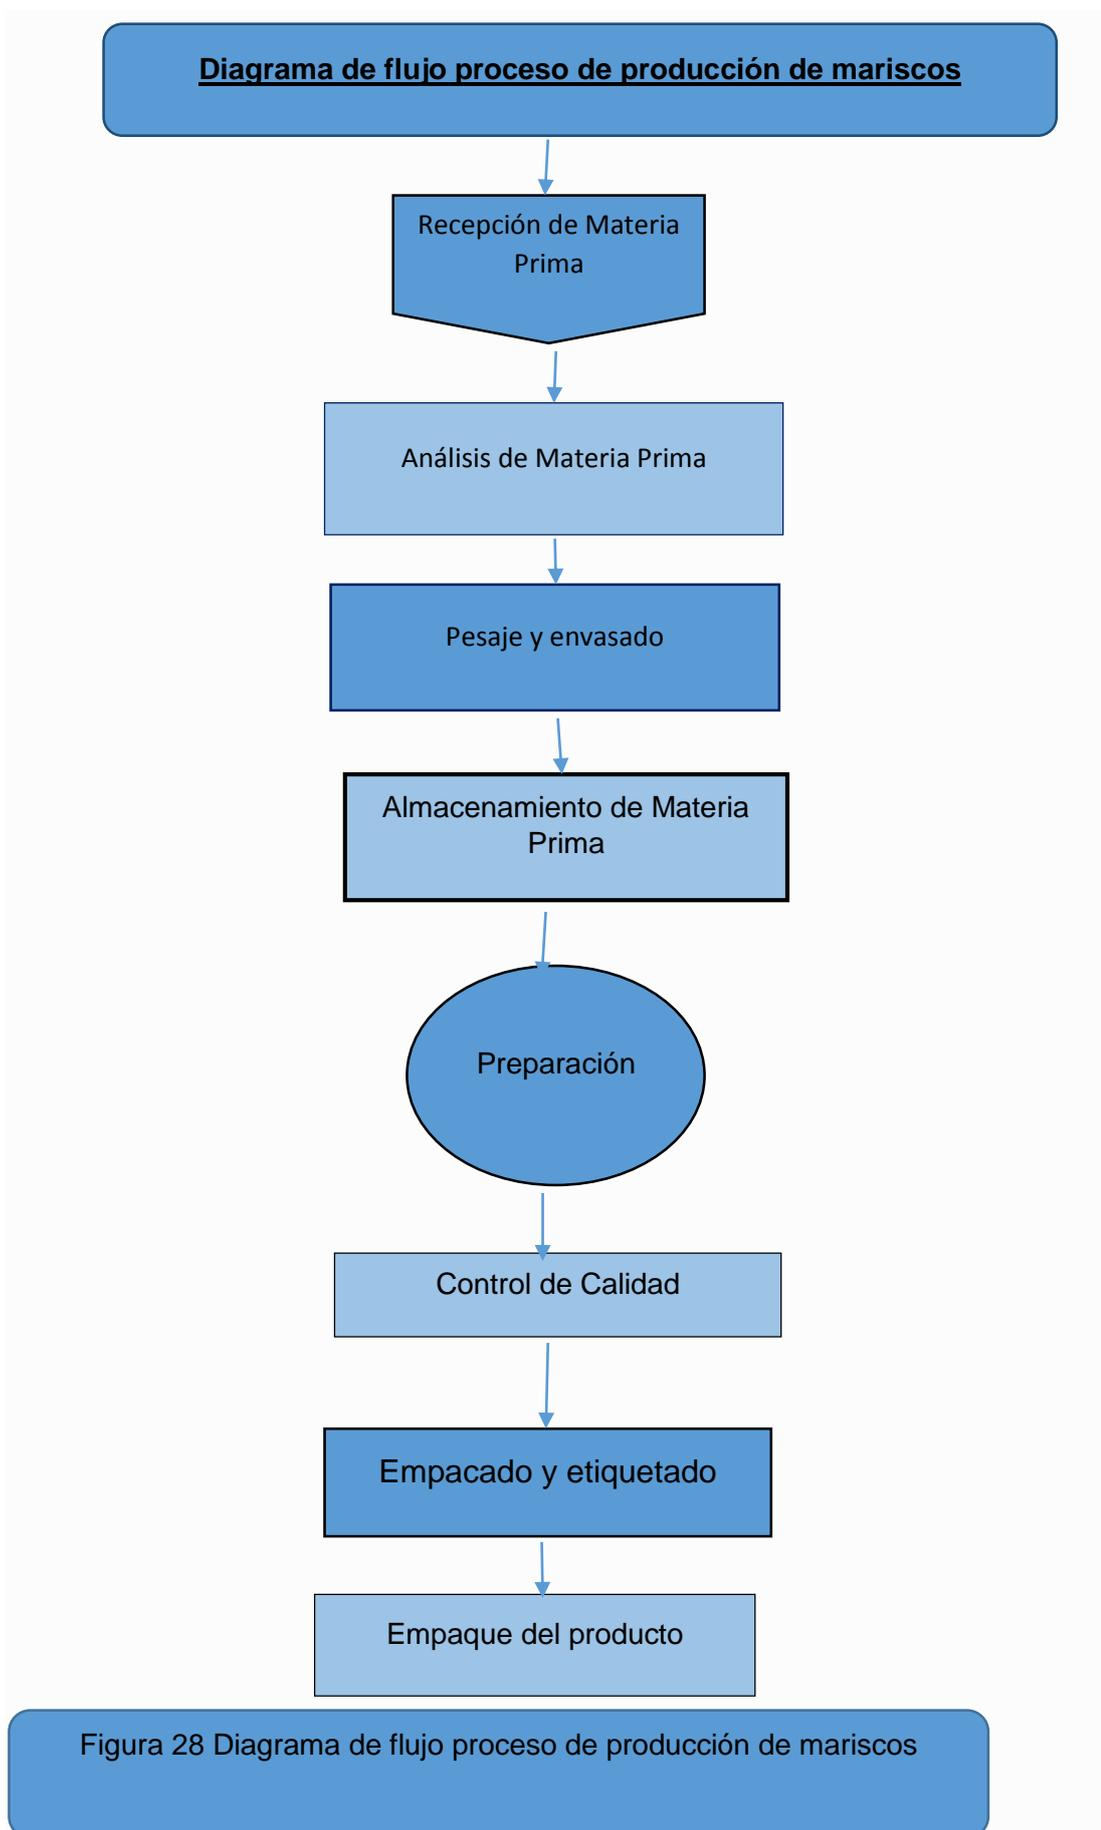 Diagrama de flujo proceso de producción de mariscos
Recepción de Materia
Prima
Análisis de Materia Prima
Pesaje y envasado
Almacenamiento de Materia
Prima
Preparación
Control de Calidad
Empacado y etiquetado
Empaque del producto
Figura 28 Diagrama de flujo proceso de producción de mariscos